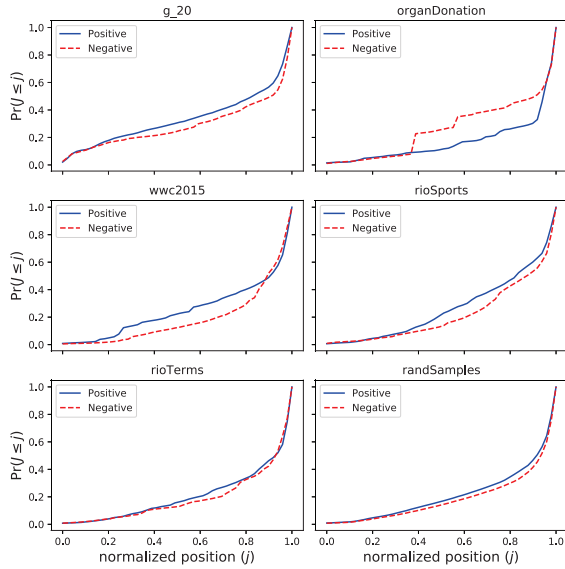 g_20
organDonation
Pr(J ≤ j)
1.0
0.8
0.6
0.4
0.2
0.0
Positive
Negative
Positive
Negative
wwc2015
rioSports
Pr(J ≤ j)
1.0
0.8
0.6
0.4
0.2
0.0
Positive
Negative
Positive
Negative
rioTerms
randSamples
Pr(J ≤ j)
1.0
0.8
0.6
0.4
0.2
0.0
Positive
Negative
Positive
Negative
0.0 0.2 0.4 0.6 0.8 1.0
0.0 0.2 0.4 0.6 0.8 1.0
normalized position (j)
normalized position (j)